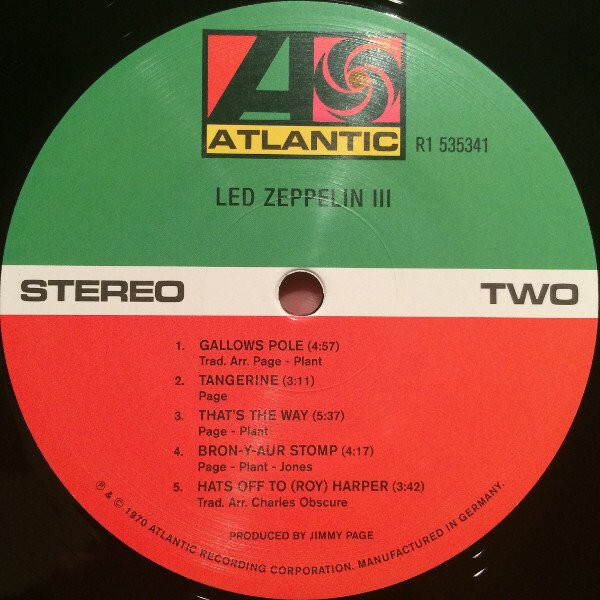 ATLANTIC
R1 535341
LED ZEPPELIN III
STEREO
TWO
1. GALLOWS POLE (4:57)
Trad. Arr. Page - Plant
2. TANGERINE (3:11)
Page
3. THAT'S THE WAY (5:37)
Page - Plant
4. BRON-Y-AUR STOMP (4:17)
Page - Plant - Jones
5. HATS OFF TO (ROY) HARPER (3:42)
Trad. Arr. Charles Obscure
PRODUCED BY JIMMY PAGE
℗ & © 1970 ATLANTIC RECORDING CORPORATION. MANUFACTURED IN GERMANY.